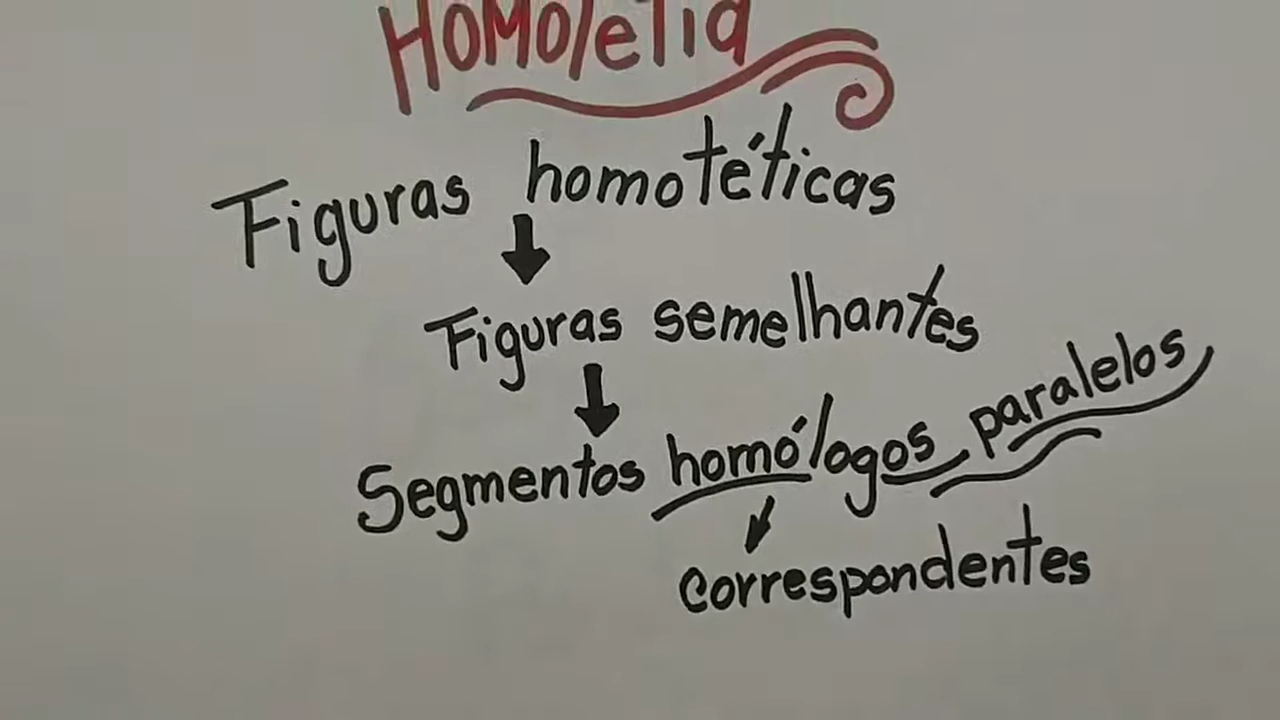 Homotetia
Figuras homotéticas
Figuras semelhantes
Segmentos homólogos paralelos
correspondentes